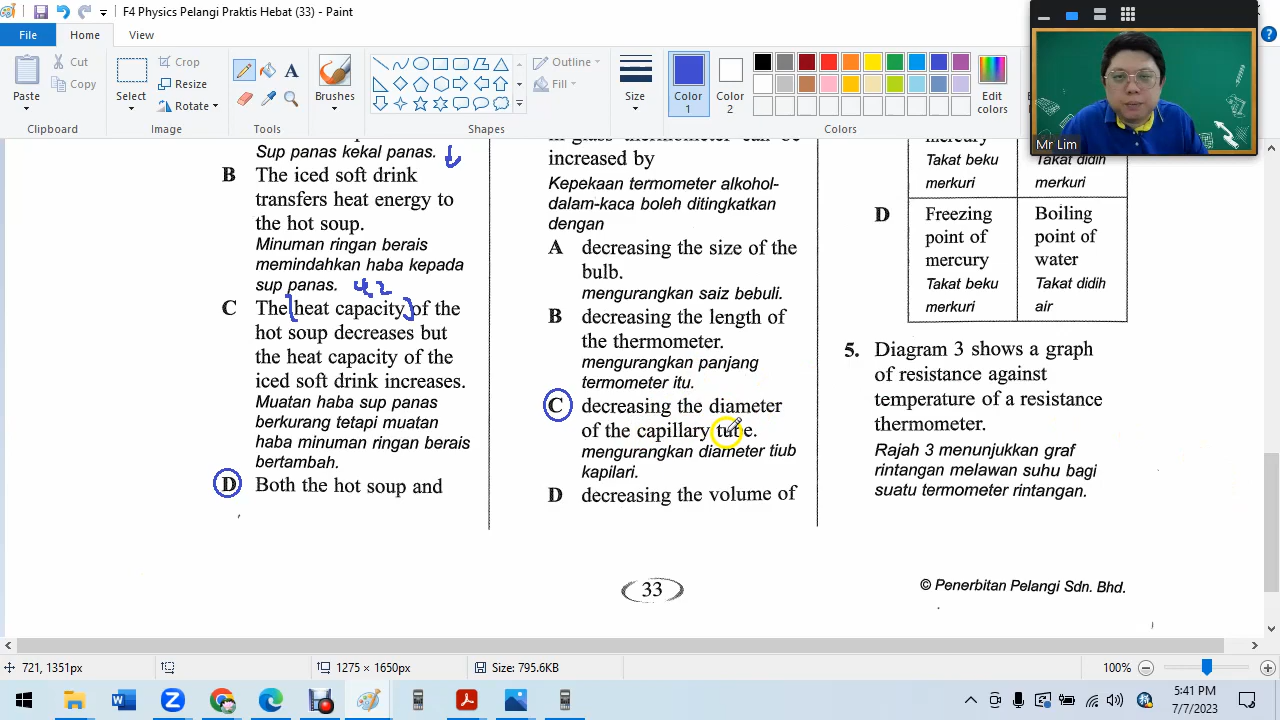 F4 Physics Pelangi Praktis Hebat (33) - Paint
File
Home
View
Paste
Cut
Copy
Clipboard
Select
Crop
Resize
Rotate
Image
Tools
Brushes
Shapes
Outline
Fill
Size
Color 1
Color 2
Edit colors
Colors
Mr Lim
Sup panas kekal panas.
B The iced soft drink
transfers heat energy to
the hot soup.
Minuman ringan berais
memindahkan haba kepada
sup panas. 4.2
C The heat capacity of the
hot soup decreases but
the heat capacity of the
iced soft drink increases.
Muatan haba sup panas
berkurang tetapi muatan
haba minuman ringan berais
bertambah.
D Both the hot soup and
in glass thermometer can be
increased by
Kepekaan termometer alkohol-
dalam-kaca boleh ditingkatkan
dengan
A decreasing the size of the
bulb.
mengurangkan saiz bebuli.
B decreasing the length of
the thermometer.
mengurangkan panjang
termometer itu.
C decreasing the diameter
of the capillary tube.
mengurangkan diameter tiub
kapilari.
D decreasing the volume of
mercury
Takat beku
merkuri
Takat didih
merkuri
D
Freezing
point of
mercury
Takat beku
merkuri
Boiling
point of
water
Takat didih
air
5. Diagram 3 shows a graph
of resistance against
temperature of a resistance
thermometer.
Rajah 3 menunjukkan graf
rintangan melawan suhu bagi
suatu termometer rintangan.
33
© Penerbitan Pelangi Sdn. Bhd.
721, 1351px
1275 × 1650px
Size: 795.6KB
100%
5:41 PM
7/7/2023